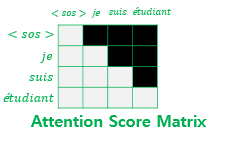 < sos > je suis étudiant
< sos >
je
suis
étudiant
Attention Score Matrix